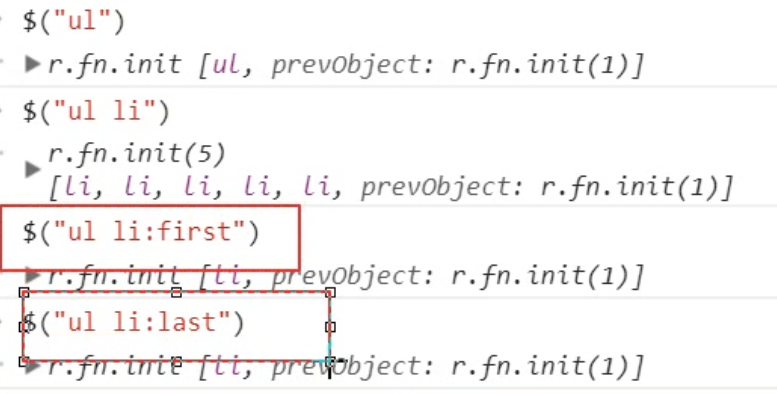 $("ul")
r.fn.init [ul, prevObject: r.fn.init(1)]
$("ul li")
r.fn.init(5)
[li, li, li, li, li, prevObject: r.fn.init(1)]
$("ul li:first")
r.fn.init [li, prevObject: r.fn.init(1)]
$("ul li:last")
r.fn.init [li, prevObject: r.fn.init(1)]